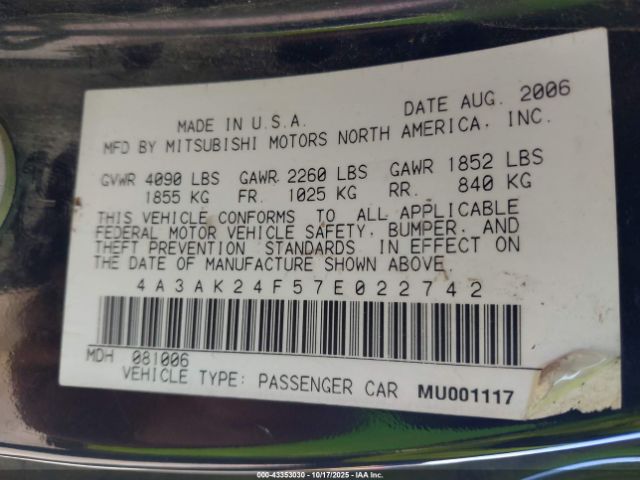 MADE IN U.S.A. DATE AUG. 2006
MFD BY MITSUBISHI MOTORS NORTH AMERICA, INC.
GVWR 4090 LBS GAWR 2260 LBS GAWR 1852 LBS
1855 KG FR. 1025 KG RR. 840 KG
THIS VEHICLE CONFORMS TO ALL APPLICABLE
FEDERAL MOTOR VEHICLE SAFETY, BUMPER, AND
THEFT PREVENTION STANDARDS IN EFFECT ON
THE DATE OF MANUFACTURE SHOWN ABOVE.
4A3AK24F57E022742
MDH 081006
VEHICLE TYPE: PASSENGER CAR MU001117
000-43353030 - 10/17/2025 - IAA Inc.